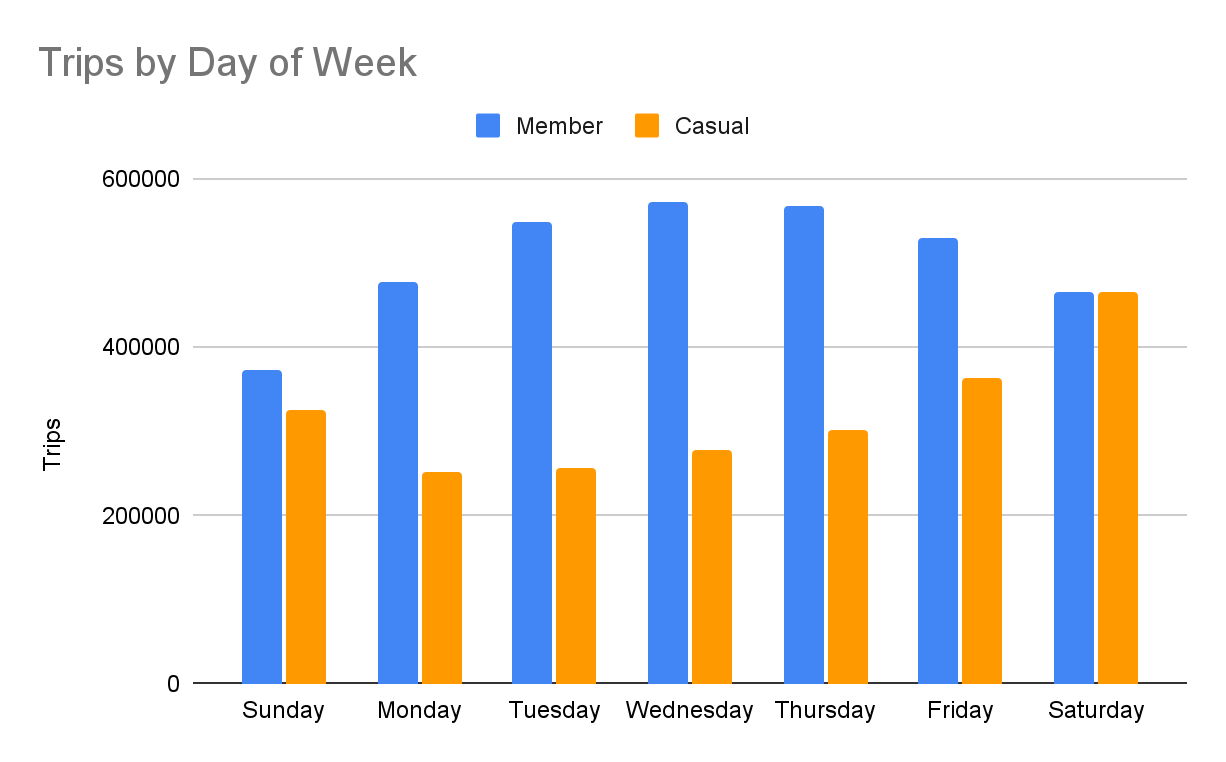 Trips by Day of Week
Member Casual
600000
400000
200000
0
Trips
Sunday Monday Tuesday Wednesday Thursday Friday Saturday